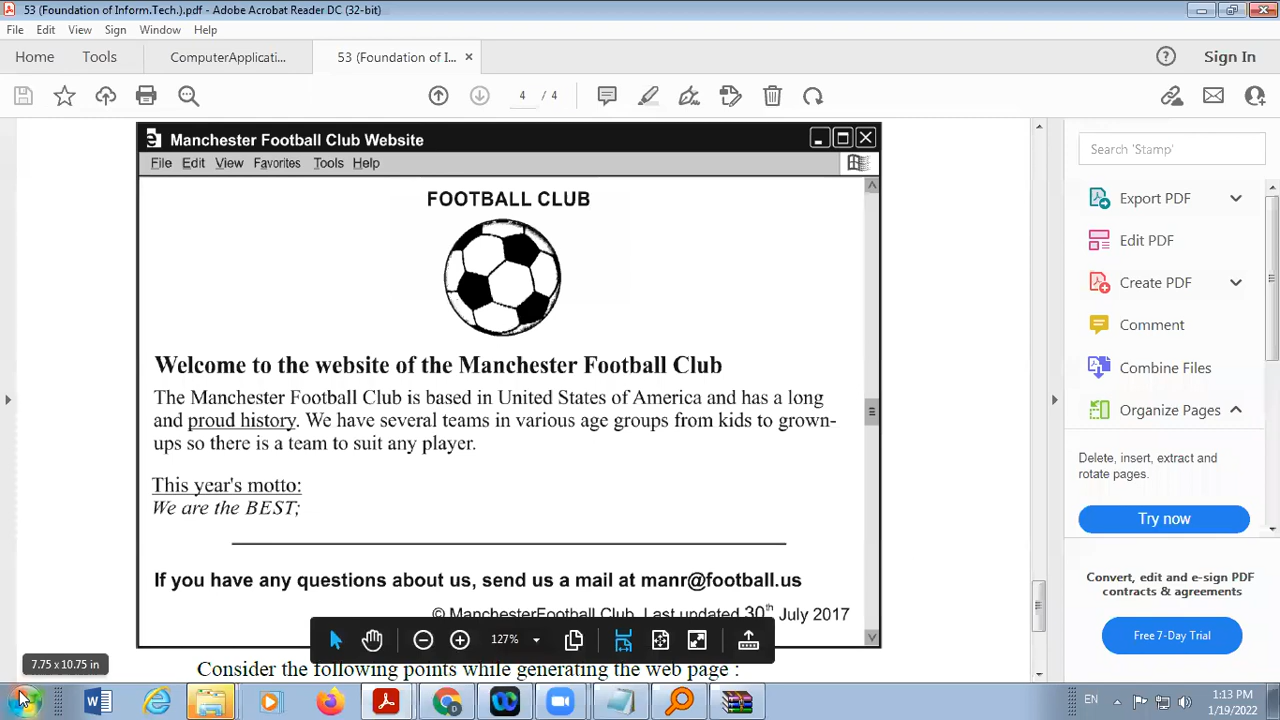 53 (Foundation of Inform.Tech.).pdf - Adobe Acrobat Reader DC (32-bit)
File Edit View Sign Window Help
Home Tools ComputerApplicati... 53 (Foundation of I... × Sign In
4 / 4
Manchester Football Club Website
File Edit View Favorites Tools Help
FOOTBALL CLUB
Welcome to the website of the Manchester Football Club
The Manchester Football Club is based in United States of America and has a long
and proud history. We have several teams in various age groups from kids to grown-
ups so there is a team to suit any player.
This year's motto:
We are the BEST;
If you have any questions about us, send us a mail at manr@football.us
© ManchesterFootball Club, Last updated 30th July 2017
127%
7.75 x 10.75 in
Consider the following points while generating the web page :
Search 'Stamp'
Export PDF
Edit PDF
Create PDF
Comment
Combine Files
Organize Pages
Delete, insert, extract and
rotate pages.
Try now
Convert, edit and e-sign PDF
contracts & agreements
Free 7-Day Trial
EN
1:13 PM
1/19/2022